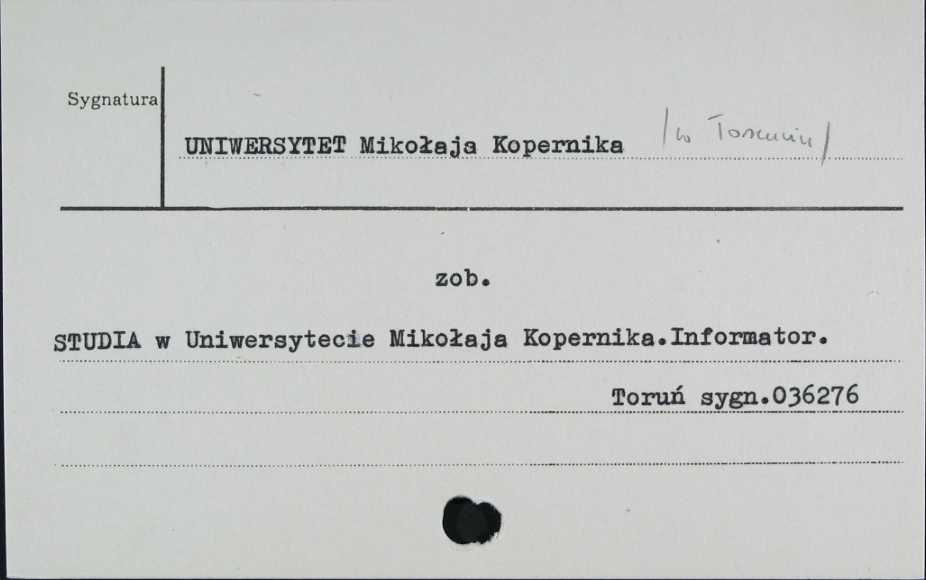 Sygnatura
UNIWERSYTET Mikołaja Kopernika /w Toruniu/
zob.
STUDIA w Uniwersytecie Mikołaja Kopernika.Informator.
Toruń sygn.036276